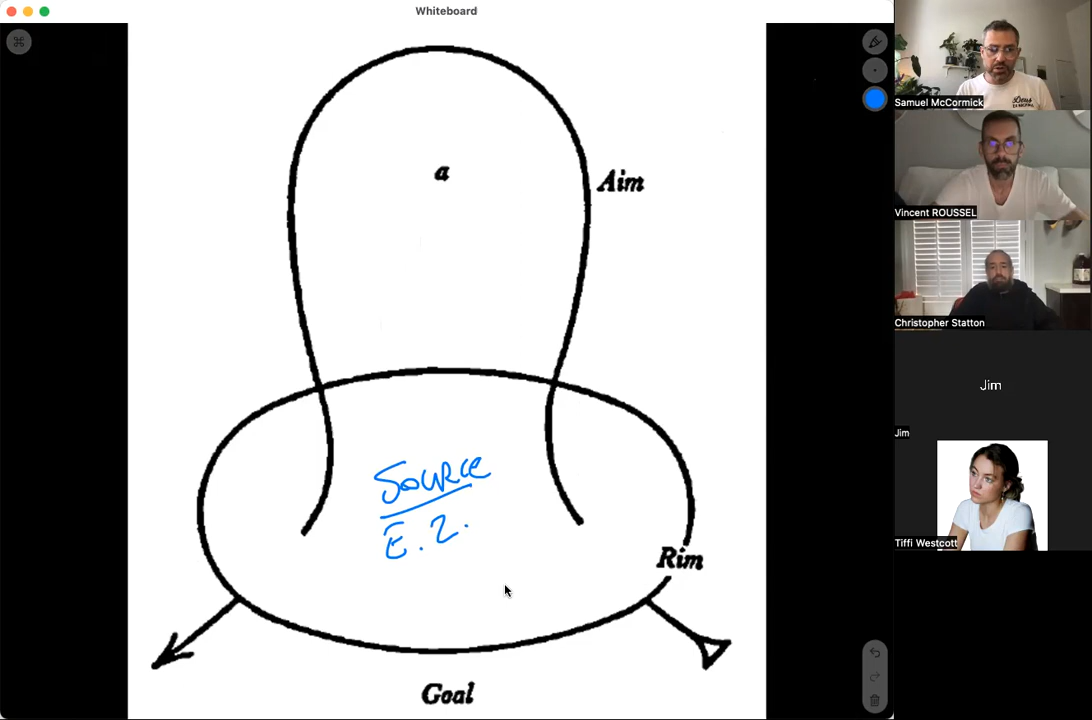 Whiteboard
a
Aim
Source
E.Z.
Rim
Goal
Samuel McCormick
Vincent ROUSSEL
Christopher Statton
Jim
Jim
Tiffi Westcott